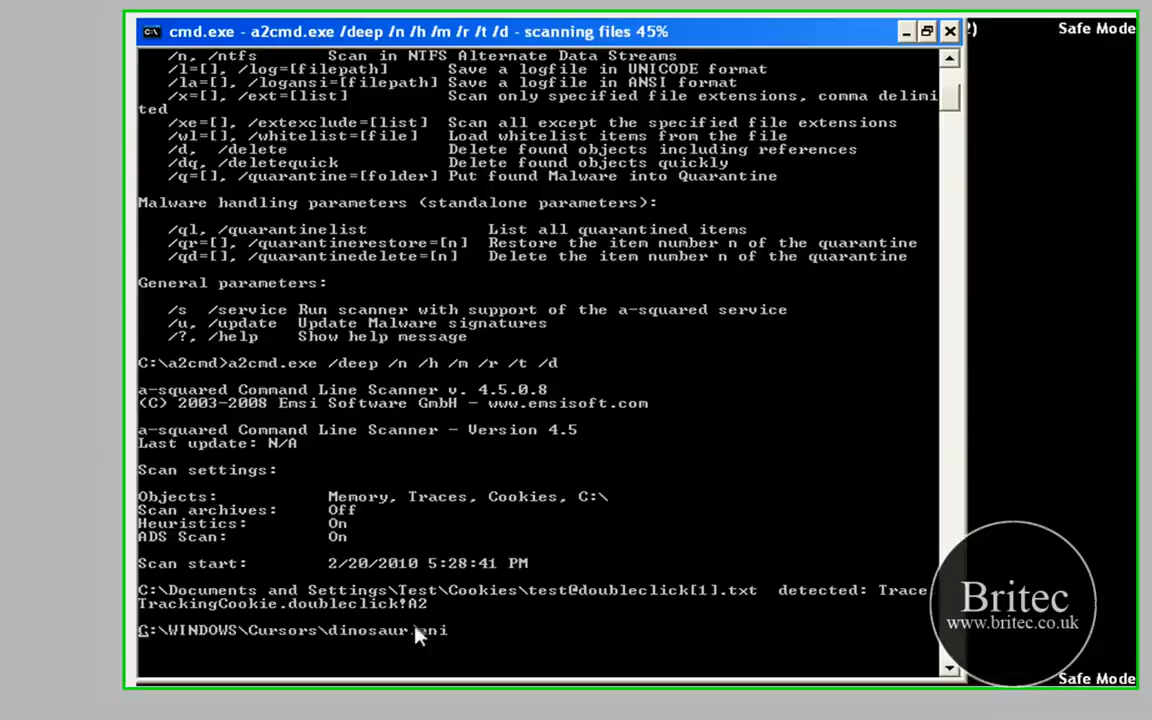 cmd.exe - a2cmd.exe /deep /n /h /m /r /t /d - scanning files 45%
2)
Safe Mode
/n, /ntfs Scan in NTFS Alternate Data Streams
/l=[], /log=[filepath] Save a logfile in UNICODE format
/la=[], /logansi=[filepath] Save a logfile in ANSI format
/x=[], /ext=[list] Scan only specified file extensions, comma delimi
ted
/xe=[], /extexclude=[list] Scan all except the specified file extensions
/wl=[], /whitelist=[file] Load whitelist items from the file
/d, /delete Delete found objects including references
/dq, /deletequick Delete found objects quickly
/q=[], /quarantine=[folder] Put found Malware into Quarantine
Malware handling parameters (standalone parameters):
/ql, /quarantinelist List all quarantined items
/qr=[], /quarantinerestore=[n] Restore the item number n of the quarantine
/qd=[], /quarantinedelete=[n] Delete the item number n of the quarantine
General parameters:
/s /service Run scanner with support of the a-squared service
/u, /update Update Malware signatures
/?, /help Show help message
C:\a2cmd>a2cmd.exe /deep /n /h /m /r /t /d
a-squared Command Line Scanner v. 4.5.0.8
(C) 2003-2008 Emsi Software GmbH - www.emsisoft.com
a-squared Command Line Scanner - Version 4.5
Last update: N/A
Scan settings:
Objects: Memory, Traces, Cookies, C:\
Scan archives: Off
Heuristics: On
ADS Scan: On
Scan start: 2/20/2010 5:28:41 PM
C:\Documents and Settings\Test\Cookies\test@doubleclick[1].txt detected: Trace
TrackingCookie.doubleclick!A2
C:\WINDOWS\Cursors\dinosaur.ani
Britec
www.britec.co.uk
Safe Mode